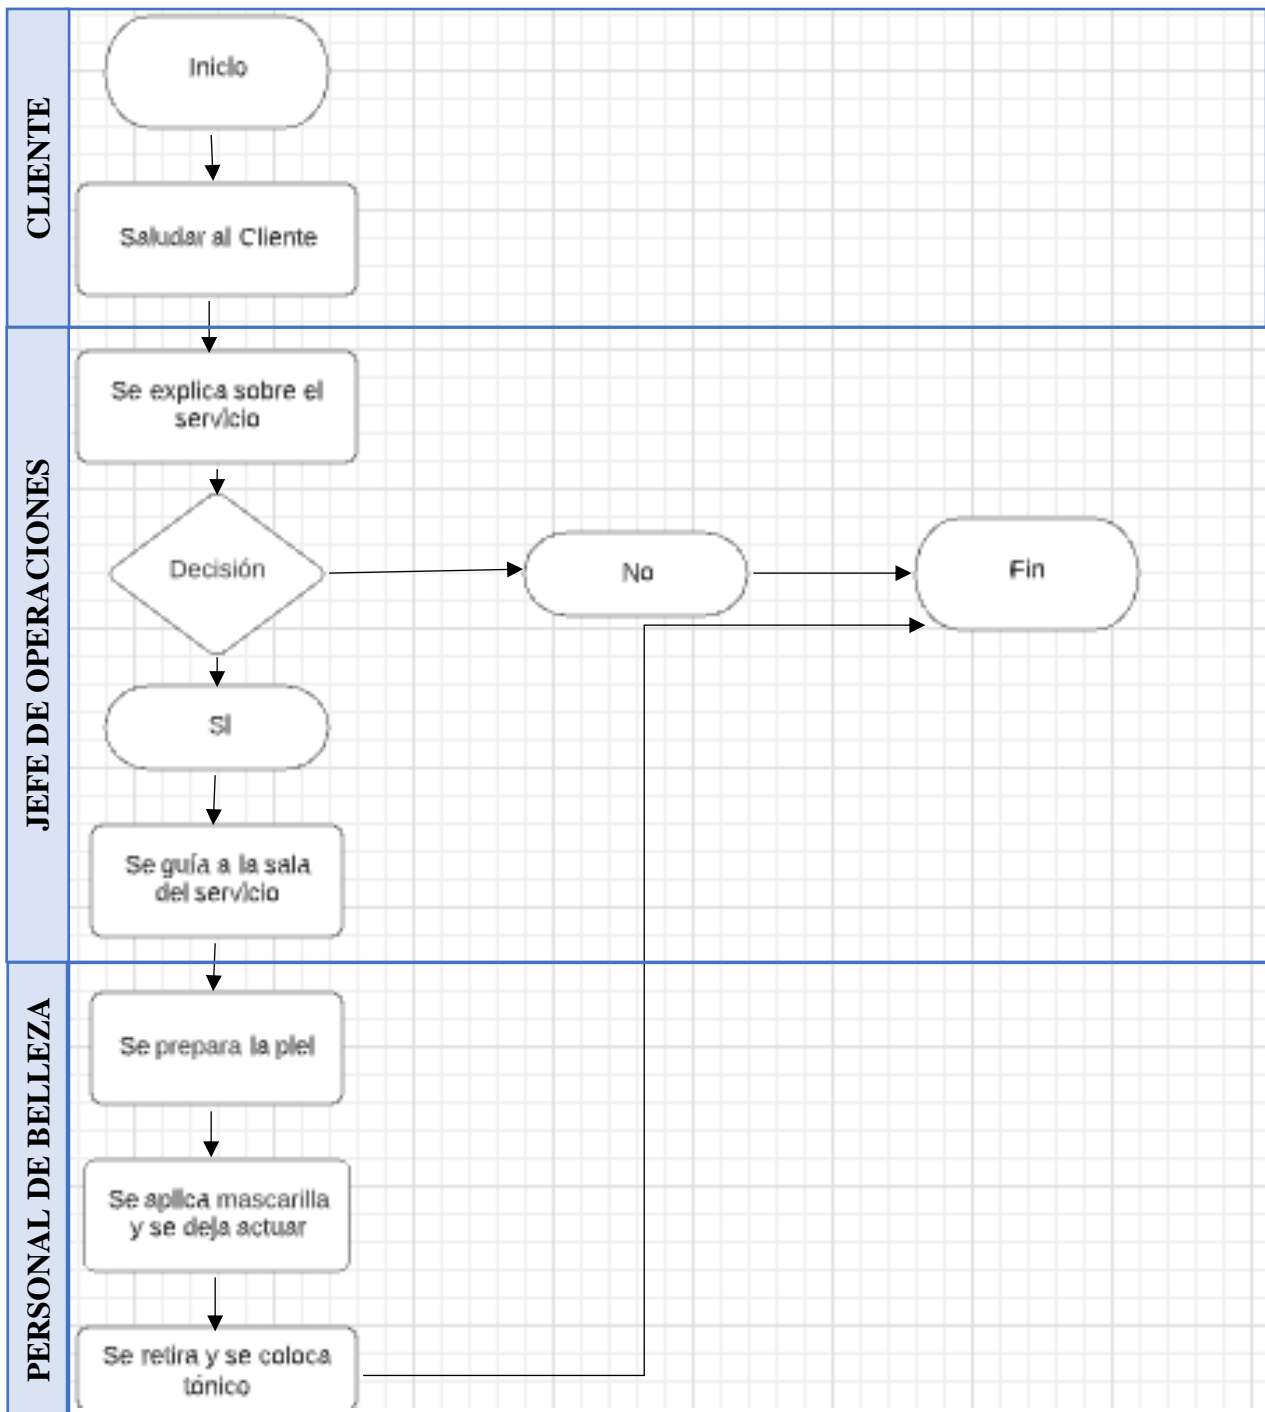 CLIENTE
Inicio
Saludar al Cliente
JEFE DE OPERACIONES
Se explica sobre el
servicio
Decisión
No
Fin
Sí
Se guía a la sala
del servicio
PERSONAL DE BELLEZA
Se prepara la piel
Se aplica mascarilla
y se deja actuar
Se retira y se coloca
tónico